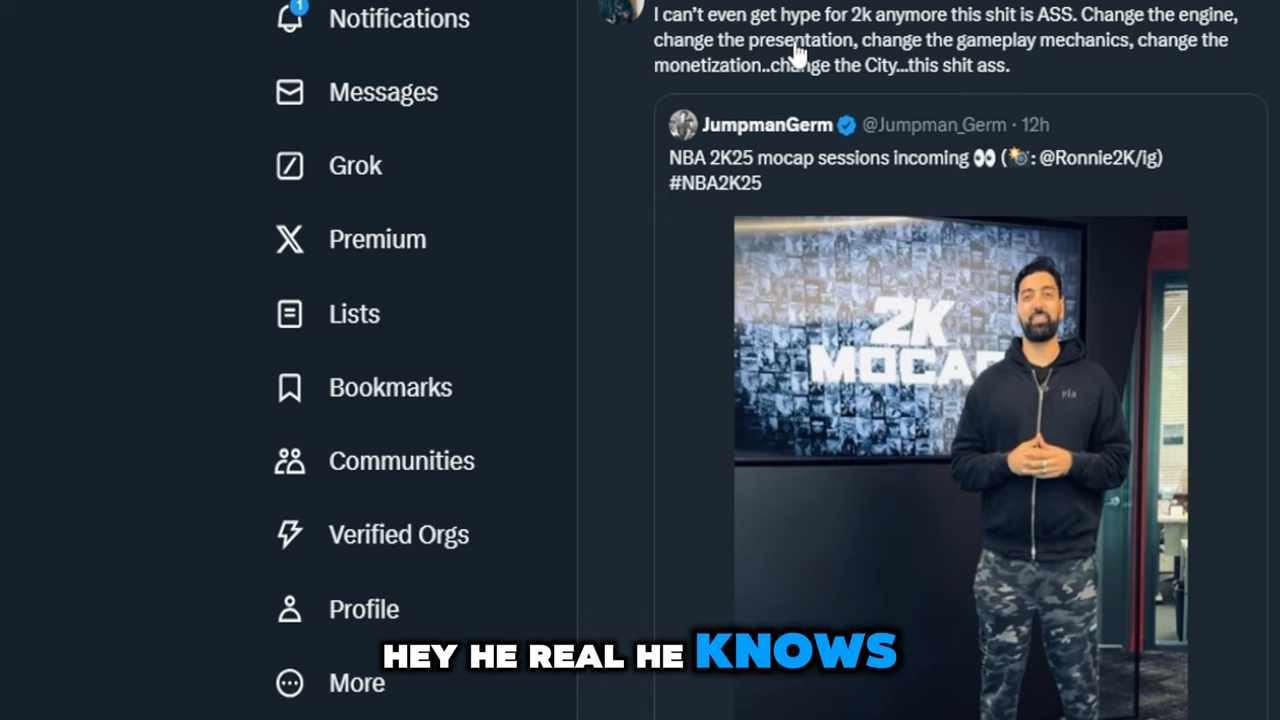 Notifications
1
Messages
Grok
Premium
Lists
Bookmarks
Communities
Verified Orgs
Profile
More
I can't even get hype for 2k anymore this shit is ASS. Change the engine,
change the presentation, change the gameplay mechanics, change the
monetization..change the City...this shit ass.
JumpmanGerm @Jumpman_Germ · 12h
NBA 2K25 mocap sessions incoming 👀 (📸: @Ronnie2K/ig)
#NBA2K25
2K
MOCAP
HEY HE REAL HE KNOWS